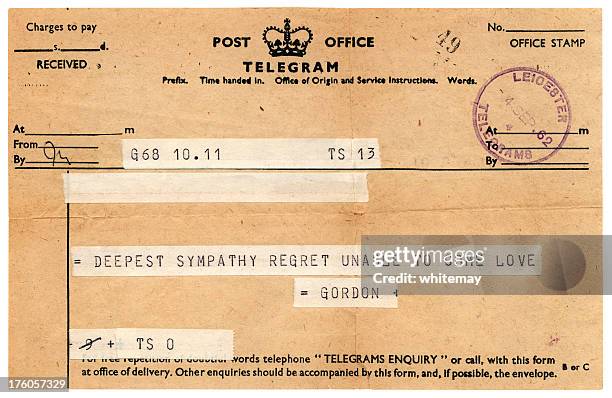 Charges to pay
s. d.
RECEIVED
POST OFFICE
TELEGRAM
Prefix. Time handed in. Office of Origin and Service Instructions. Words.
49
No.
OFFICE STAMP
LEICESTER
4 SEP 62
TELEGRAMS
At m
From
By
At m
To
By
G68 10.11 TS 13
= DEEPEST SYMPATHY REGRET TO LOVE
= GORDON
+ TS 0
For free repetition of doubtful words telephone "TELEGRAMS ENQUIRY" or call, with this form
at office of delivery. Other enquiries should be accompanied by this form, and, if possible, the envelope.
B or C
gettyimages
whitemay
Credit: whitemay
176057329